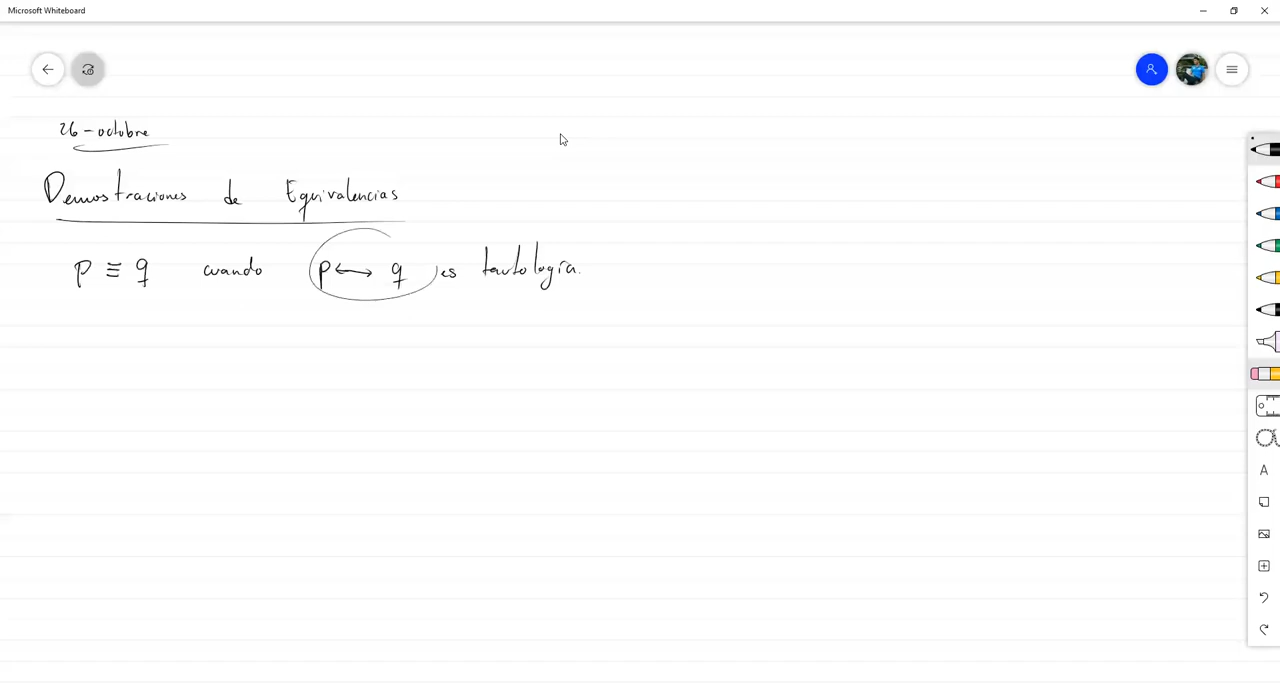 Microsoft Whiteboard
26 - octubre
Demostraciones de Equivalencias
p ≡ q cuando p ⟷ q es tautología.
A